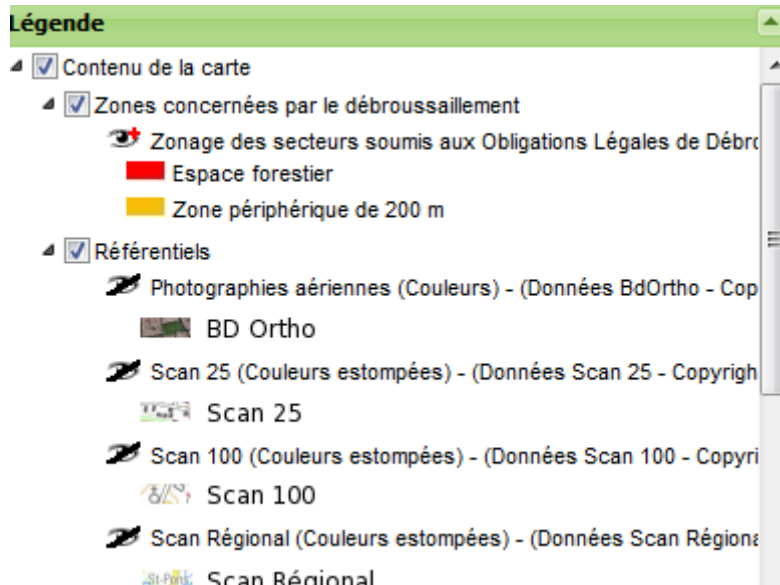 Légende
Contenu de la carte
Zones concernées par le débroussaillement
Zonage des secteurs soumis aux Obligations Légales de Débro
Espace forestier
Zone périphérique de 200 m
Référentiels
Photographies aériennes (Couleurs) - (Données BdOrtho - Cop
BD Ortho
Scan 25 (Couleurs estompées) - (Données Scan 25 - Copyrigh
Scan 25
Scan 100 (Couleurs estompées) - (Données Scan 100 - Copyri
Scan 100
Scan Régional (Couleurs estompées) - (Données Scan Régiona
St-Pons
Scan Régional